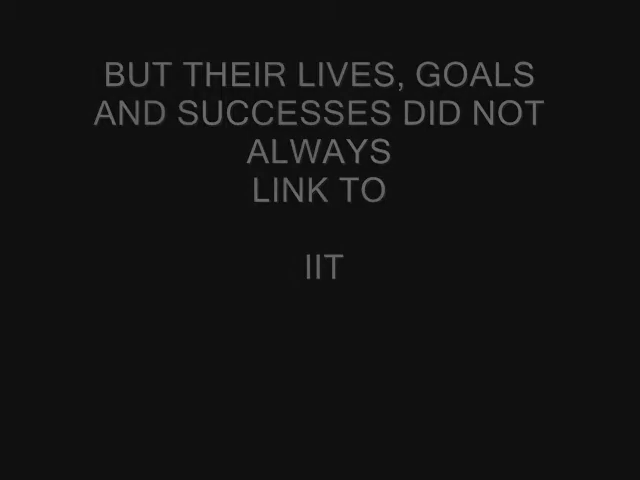 BUT THEIR LIVES, GOALS
AND SUCCESSES DID NOT
ALWAYS
LINK TO
IIT